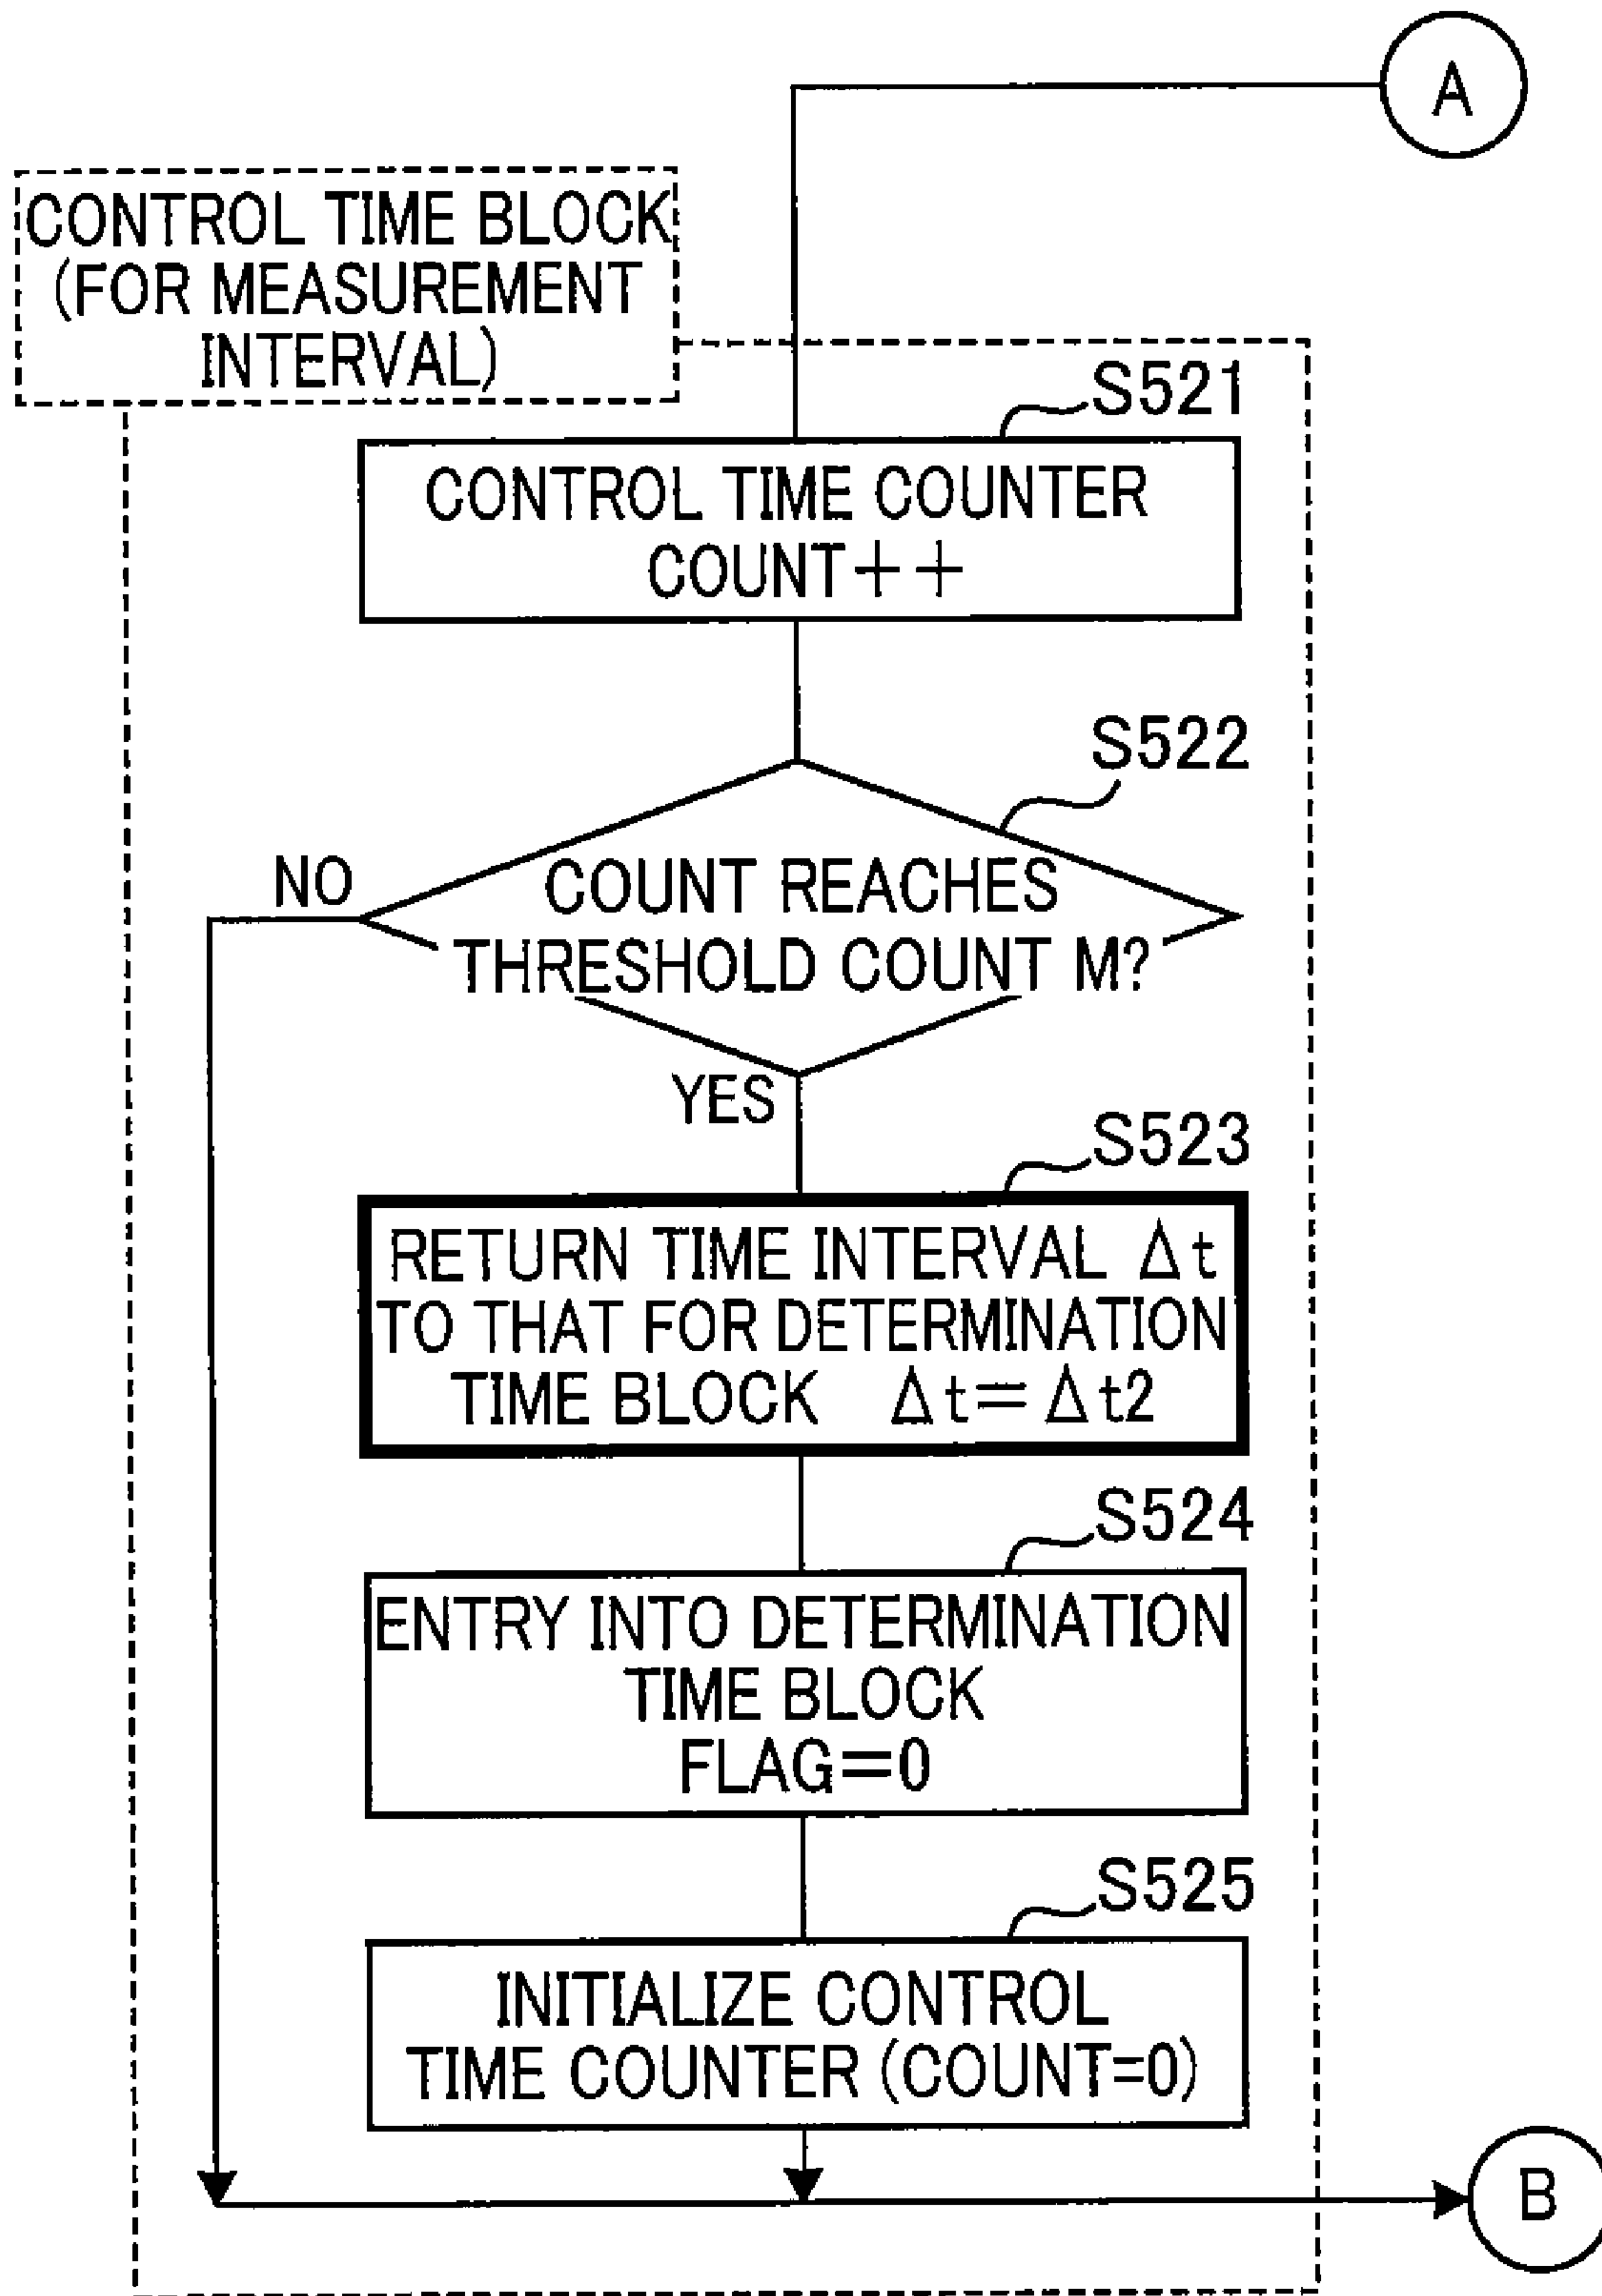 A
CONTROL TIME BLOCK
(FOR MEASUREMENT
INTERVAL)
S521
CONTROL TIME COUNTER
COUNT++
S522
NO
COUNT REACHES
THRESHOLD COUNT M?
YES
S523
RETURN TIME INTERVAL Δt
TO THAT FOR DETERMINATION
TIME BLOCK Δt=Δt2
S524
ENTRY INTO DETERMINATION
TIME BLOCK
FLAG=0
S525
INITIALIZE CONTROL
TIME COUNTER (COUNT=0)
B